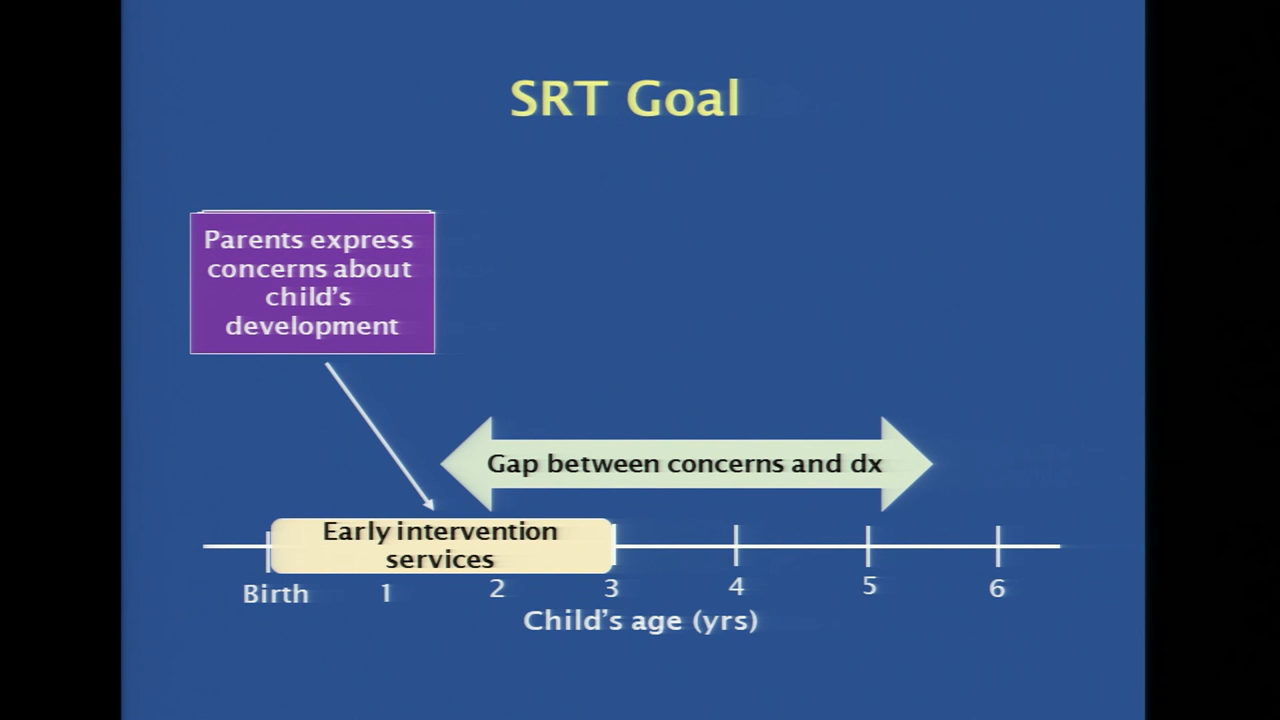 SRT Goal
Parents express
concerns about
child's
development
Gap between concerns and dx
Early intervention
services
Birth 1 2 3 4 5 6
Child's age (yrs)